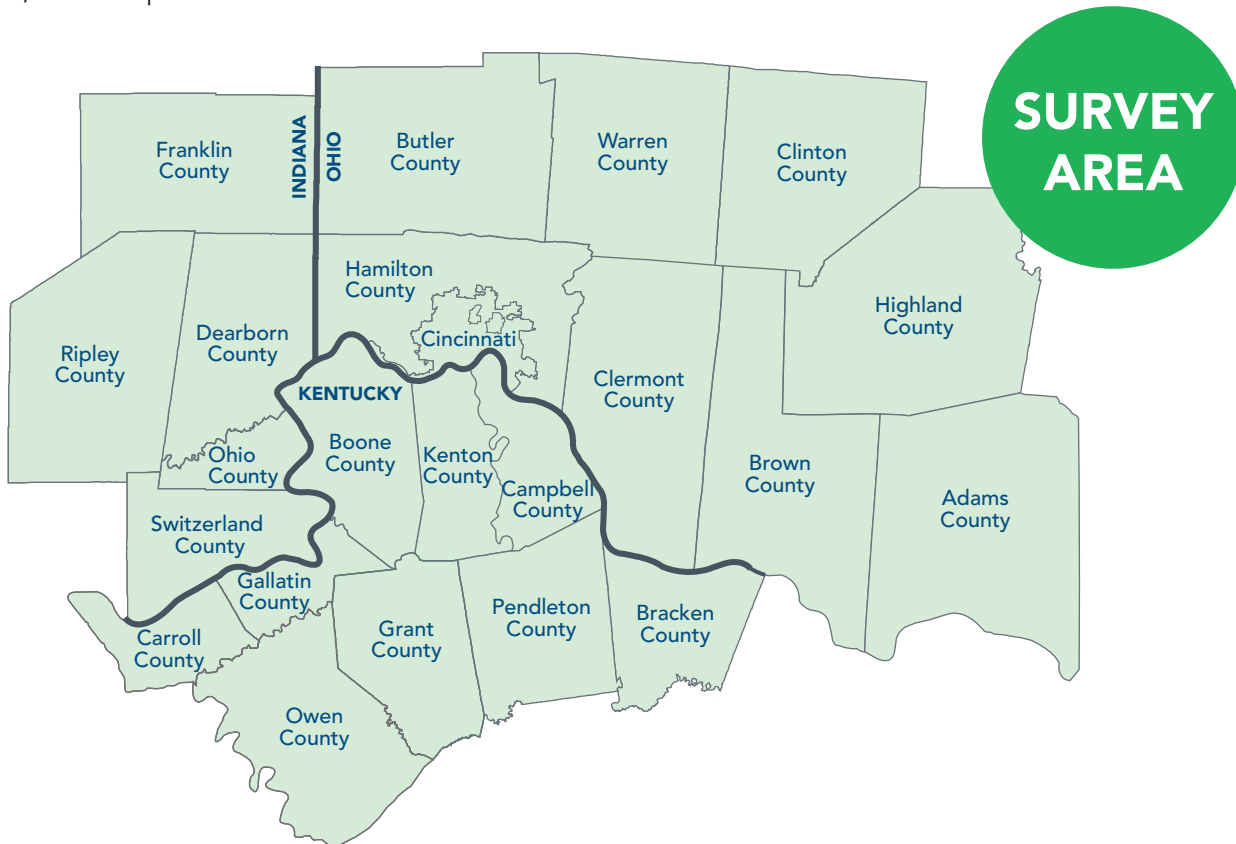 SURVEY
AREA
Franklin
County
INDIANA
OHIO
Butler
County
Warren
County
Clinton
County
Hamilton
County
Highland
County
Dearborn
County
Cincinnati
Ripley
County
Clermont
County
KENTUCKY
Boone
County
Ohio
County
Kenton
County
Brown
County
Campbell
County
Adams
County
Switzerland
County
Gallatin
County
Pendleton
County
Bracken
County
Carroll
County
Grant
County
Owen
County